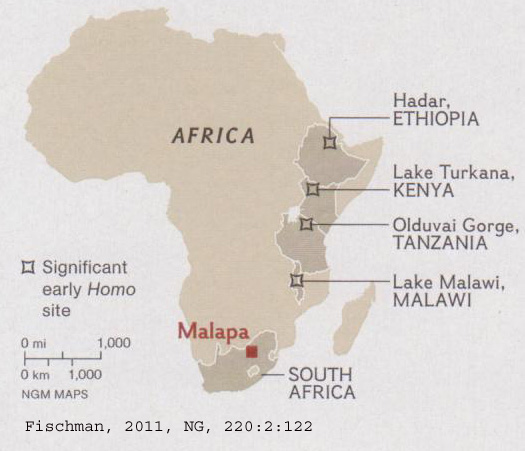 Hadar,
ETHIOPIA
AFRICA
Lake Turkana,
KENYA
Olduvai Gorge,
TANZANIA
Significant
early Homo
site
Lake Malawi,
MALAWI
Malapa
0 mi 1,000
0 km 1,000
NGM MAPS
SOUTH
AFRICA
Fischman, 2011, NG, 220:2:122